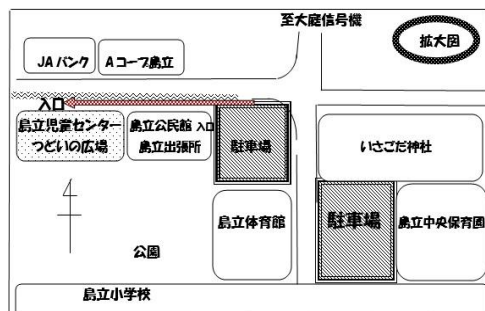 至大庭信号機
拡大図
JAバンク
Aコープ島立
入口
島立児童センター
つどいの広場
島立公民館 入口
島立出張所
駐車場
いさごだ神社
島立体育館
駐車場
島立中央保育園
公園
島立小学校